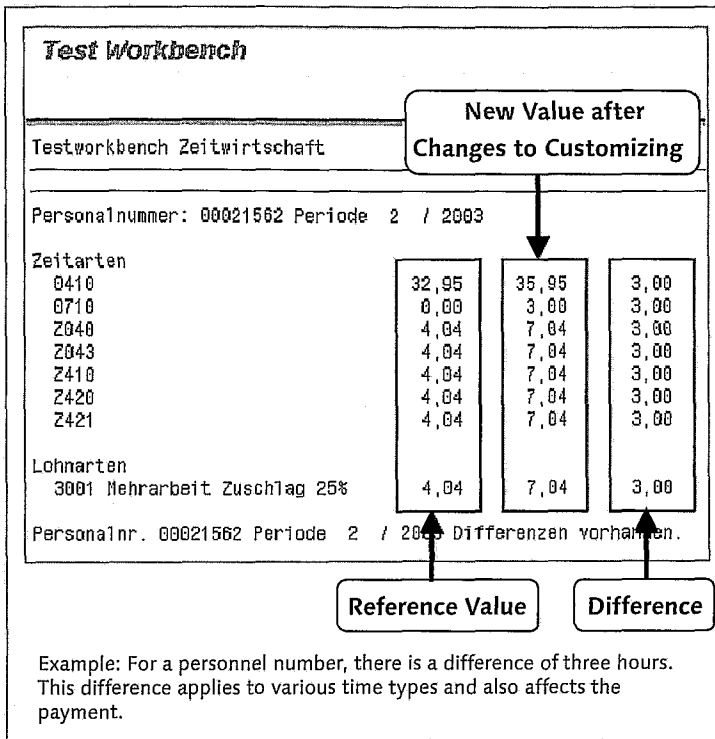 Test Workbench
New Value after
Changes to Customizing
Testworkbench Zeitwirtschaft
Personalnummer: 00021562 Periode 2 / 2003
Zeitarten
0410 32,95 35,95 3,00
0710 0,00 3,00 3,00
Z040 4,04 7,04 3,00
Z043 4,04 7,04 3,00
Z410 4,04 7,04 3,00
Z420 4,04 7,04 3,00
Z421 4,04 7,04 3,00
Lohnarten
3001 Mehrarbeit Zuschlag 25% 4,04 7,04 3,00
Personalnr. 00021562 Periode 2 / 2003 Differenzen vorhanden.
Reference Value
Difference
Example: For a personnel number, there is a difference of three hours.
This difference applies to various time types and also affects the
payment.